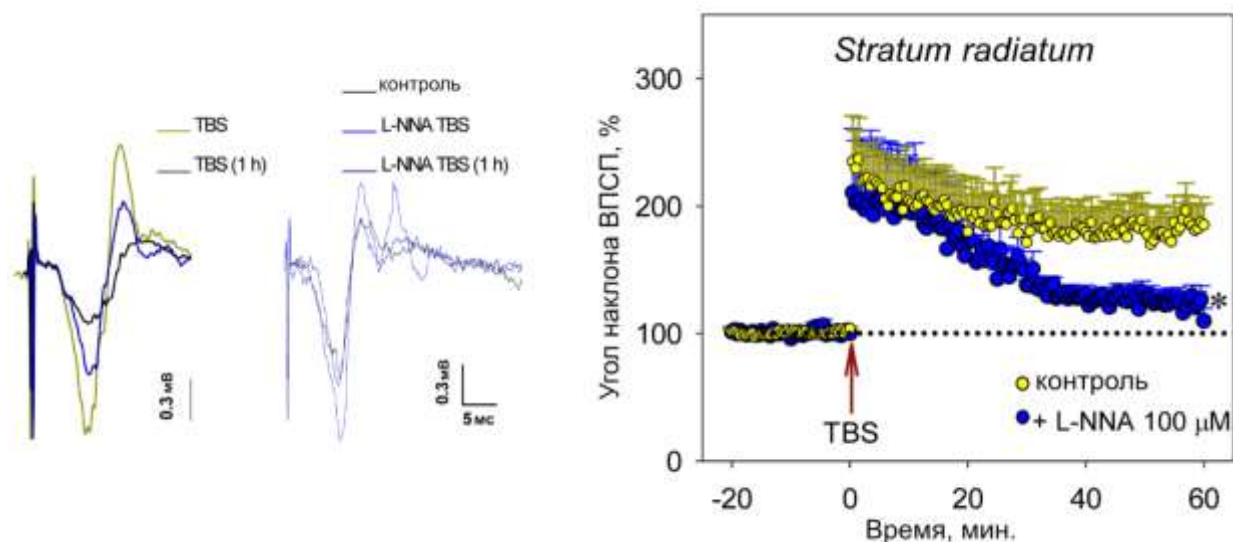 TBS
TBS (1 h)
0.3 мВ
контроль
L-NNA TBS
L-NNA TBS (1 h)
0.3 мВ
5 мс
Stratum radiatum
Угол наклона ВПСП, %
300
200
100
0
TBS
*
контроль
+ L-NNA 100 μM
-20 0 20 40 60
Время, мин.